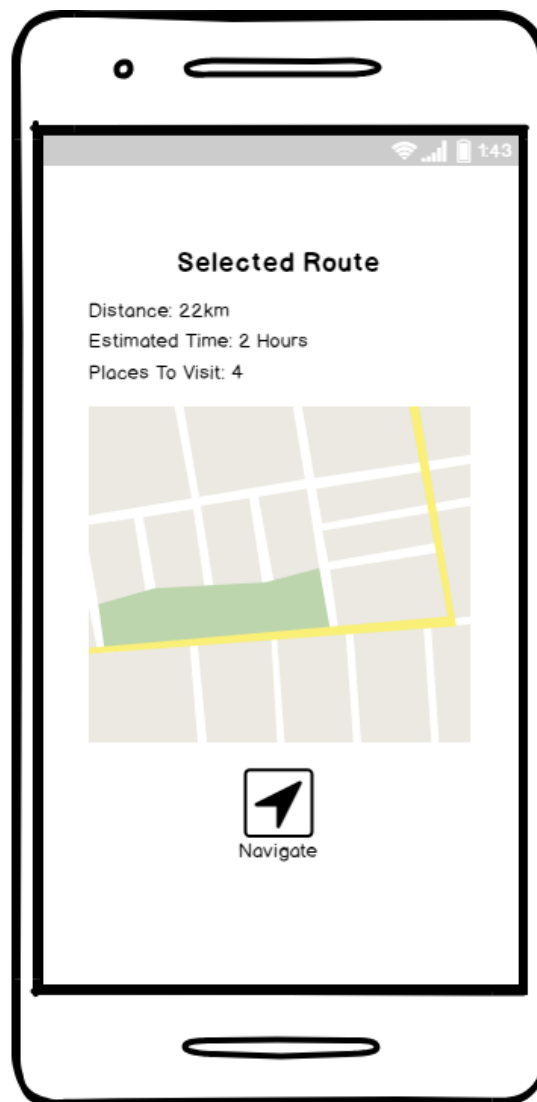 1:43
Selected Route
Distance: 22km
Estimated Time: 2 Hours
Places To Visit: 4
Navigate